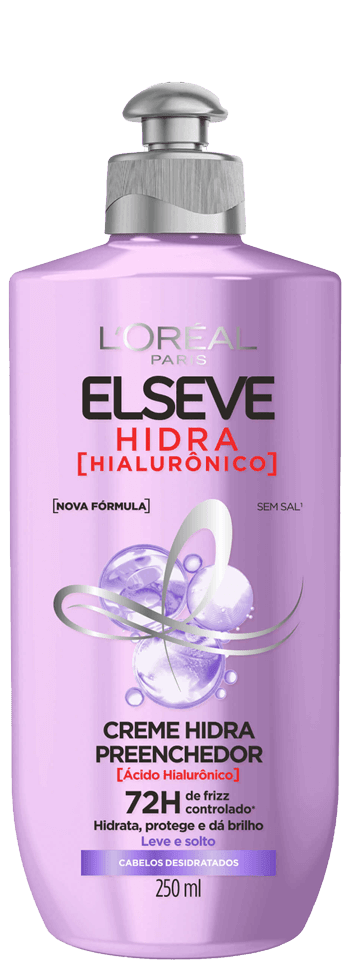 L'ORÉAL
PARIS
ELSEVE
HIDRA
[HIALURÔNICO]
[NOVA FÓRMULA] SEM SAL¹
CREME HIDRA
PREENCHEDOR
[Ácido Hialurônico]
72H de frizz controlado*
Hidrata, protege e dá brilho
Leve e solto
CABELOS DESIDRATADOS
250 ml